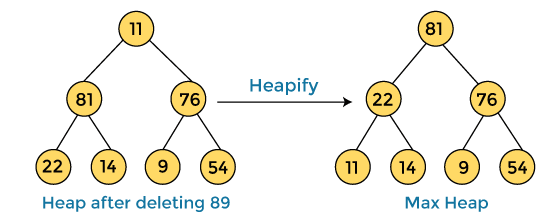 11
81 76
22 14 9 54
Heap after deleting 89
Heapify
81
22 76
11 14 9 54
Max Heap